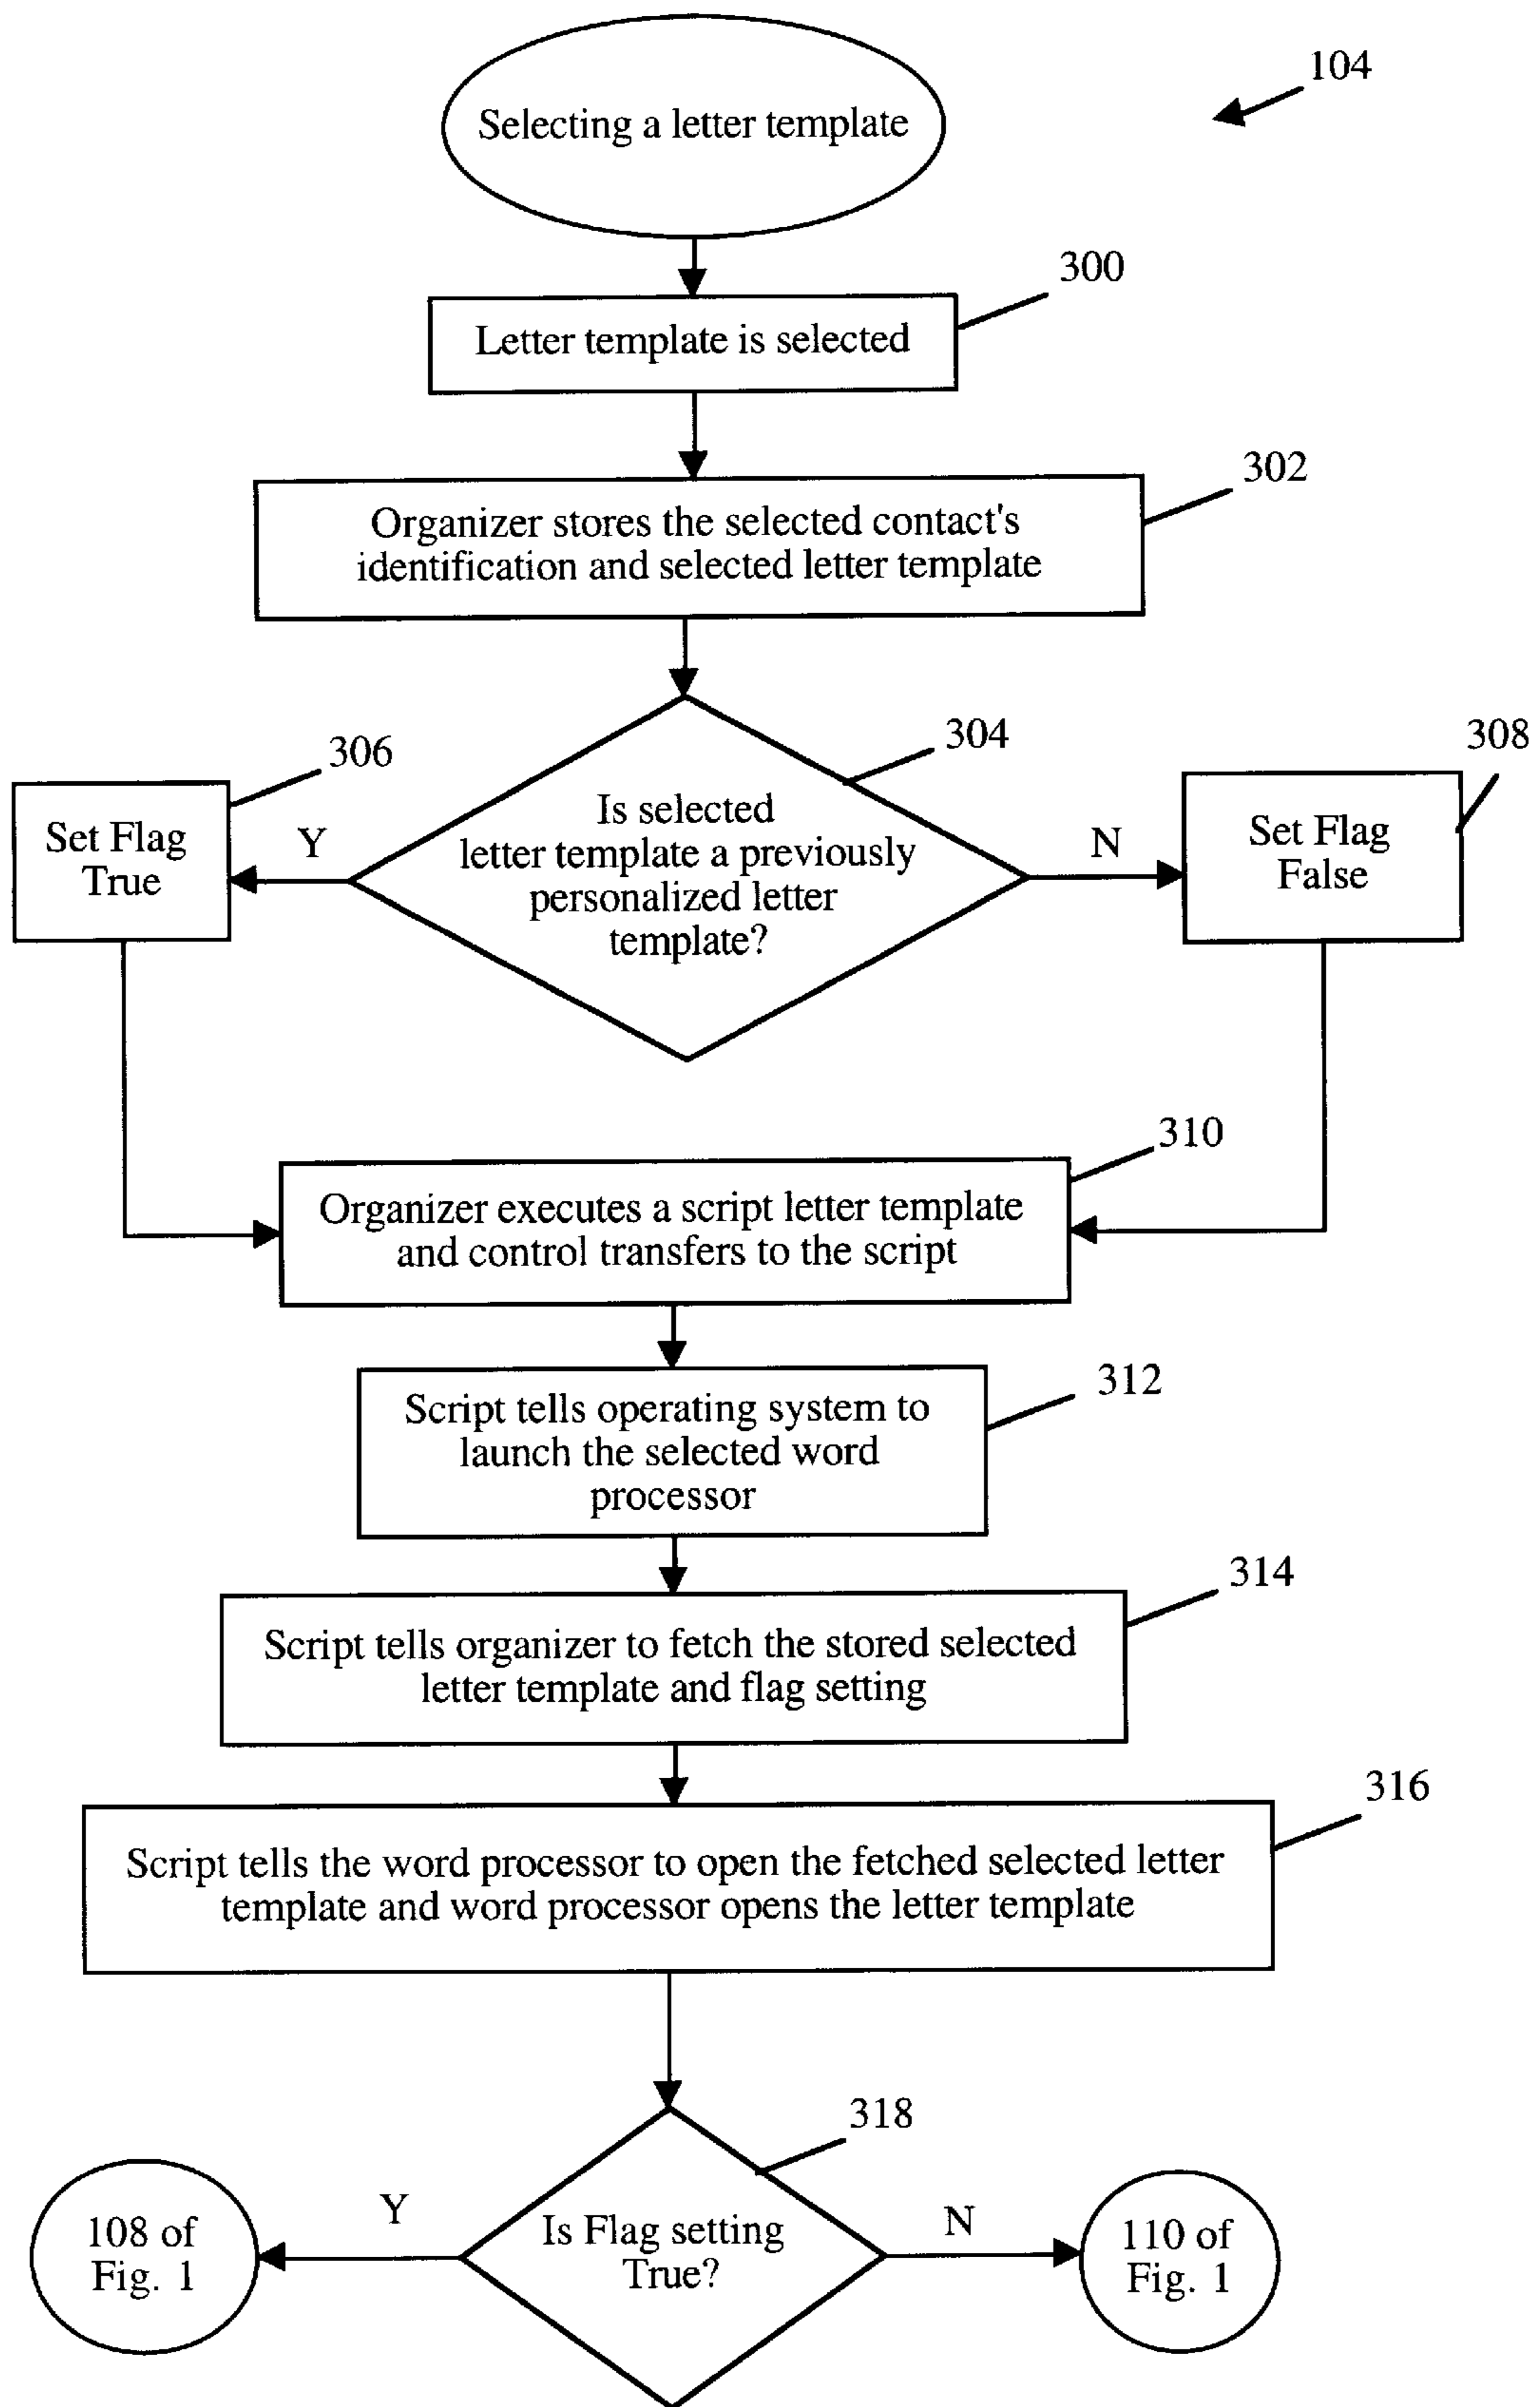 Selecting a letter template
104
300
Letter template is selected
302
Organizer stores the selected contact's
identification and selected letter template
304
306
308
Set Flag
True
Y
Is selected
letter template a previously
personalized letter
template?
N
Set Flag
False
310
Organizer executes a script letter template
and control transfers to the script
312
Script tells operating system to
launch the selected word
processor
314
Script tells organizer to fetch the stored selected
letter template and flag setting
316
Script tells the word processor to open the fetched selected letter
template and word processor opens the letter template
318
108 of
Fig. 1
Y
Is Flag setting
True?
N
110 of
Fig. 1